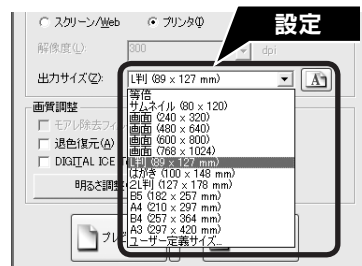 スクリーン/Web
プリンタ(I)
設定
解像度(L):
300
dpi
出力サイズ(Z):
L判 (89 x 127 mm)
A
等倍
サムネイル (80 x 120)
画面 (240 x 320)
画面 (480 x 640)
画面 (600 x 800)
画面 (768 x 1024)
L判 (89 x 127 mm)
はがき (100 x 148 mm)
2L判 (127 x 178 mm)
B5 (182 x 257 mm)
A4 (210 x 297 mm)
B4 (257 x 364 mm)
A3 (297 x 420 mm)
ユーザー定義サイズ...
画質調整
モアレ除去フィ
退色復元(A)
DIGITAL ICE T
明るさ調整
プレ